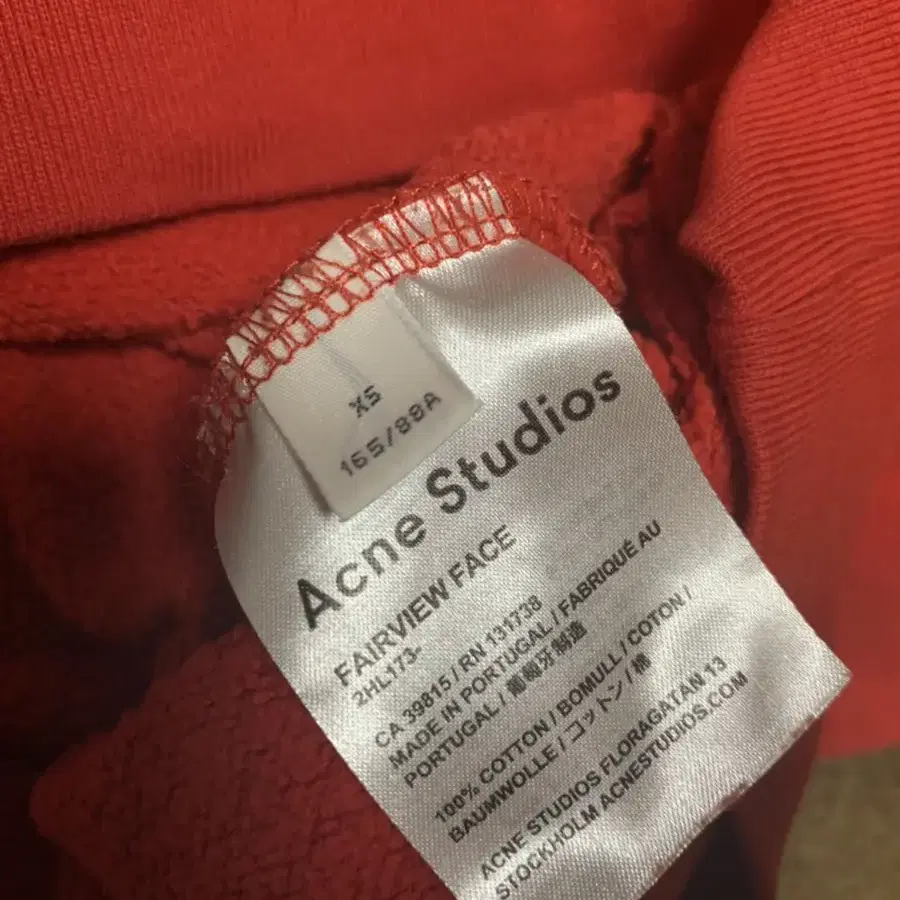 XS
165/88A
Acne Studios
FAIRVIEW FACE
2HL173-
CA 39815 / RN 131738
MADE IN PORTUGAL / FABRIQUÉ AU
PORTUGAL / 葡萄牙制造
100% COTTON / BOMULL / COTON /
BAUMWOLLE / コットン / 棉
ACNE STUDIOS FLORAGATAN 13
STOCKHOLM ACNESTUDIOS.COM